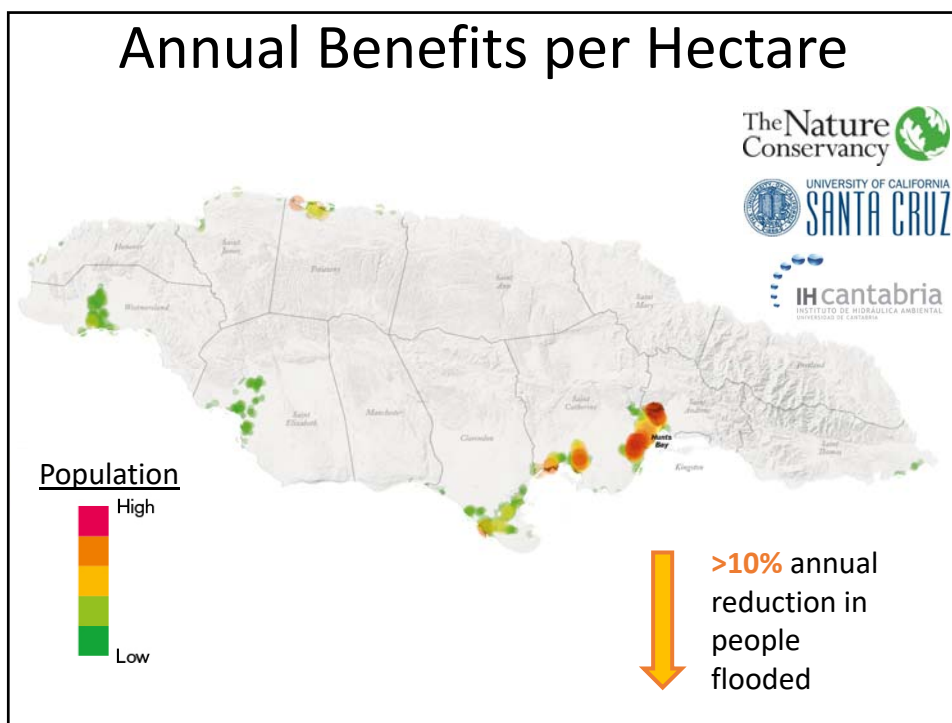 Annual Benefits per Hectare
The Nature
Conservancy
UNIVERSITY OF CALIFORNIA
SANTA CRUZ
IH cantabria
INSTITUTO DE HIDRÁULICA AMBIENTAL
UNIVERSIDAD DE CANTABRIA
Hanover
Saint
James
Trelawny
Westmoreland
Saint
Ann
Saint
Mary
Portland
Saint
Elizabeth
Manchester
Clarendon
Saint
Catherine
Saint
Andrew
Hunts
Bay
Kingston
Saint
Thomas
Population
High
Low
>10% annual
reduction in
people
flooded